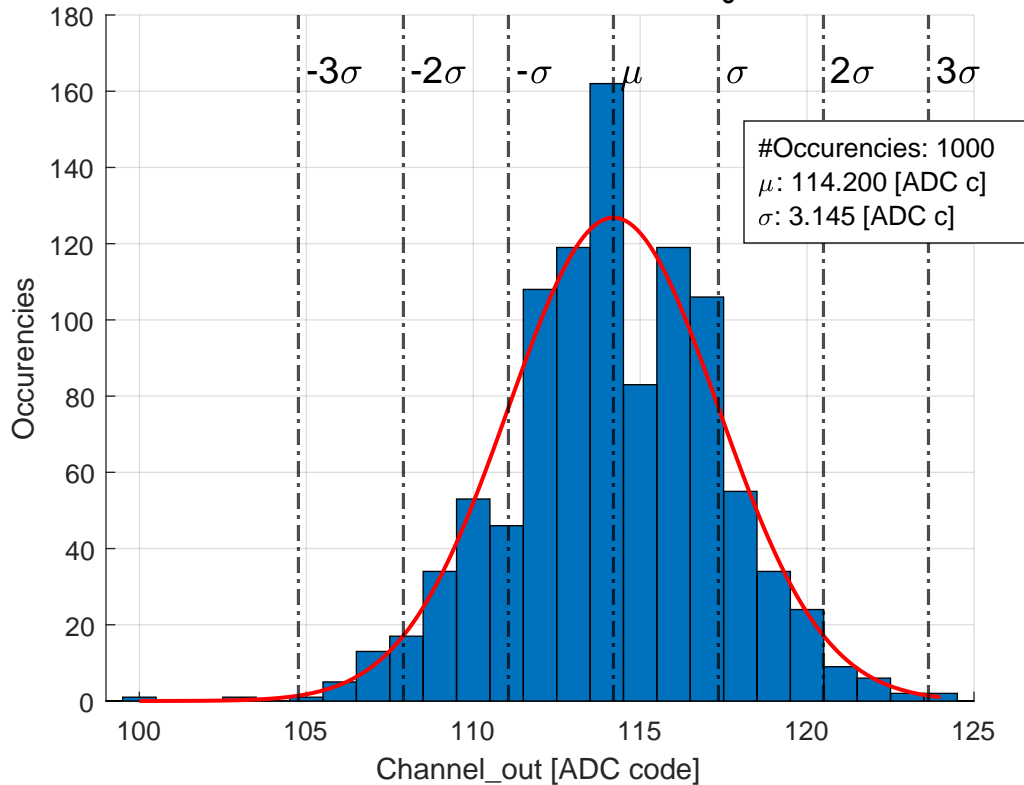 -3σ -2σ -σ μ σ 2σ 3σ
#Occurencies: 1000
μ: 114.200 [ADC c]
σ: 3.145 [ADC c]
180
160
140
120
100
80
60
40
20
0
Occurencies
100 105 110 115 120 125
Channel_out [ADC code]